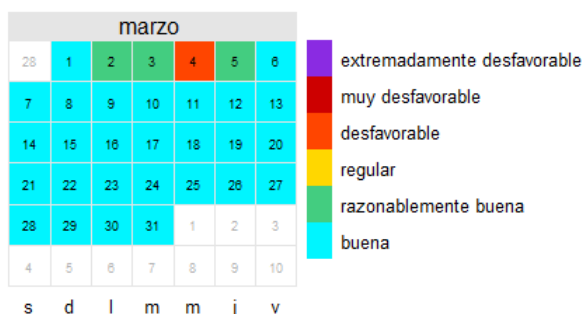 marzo
28 1 2 3 4 5 6
7 8 9 10 11 12 13
14 15 16 17 18 19 20
21 22 23 24 25 26 27
28 29 30 31 1 2 3
4 5 6 7 8 9 10
s d l m m j v
extremadamente desfavorable
muy desfavorable
desfavorable
regular
razonablemente buena
buena